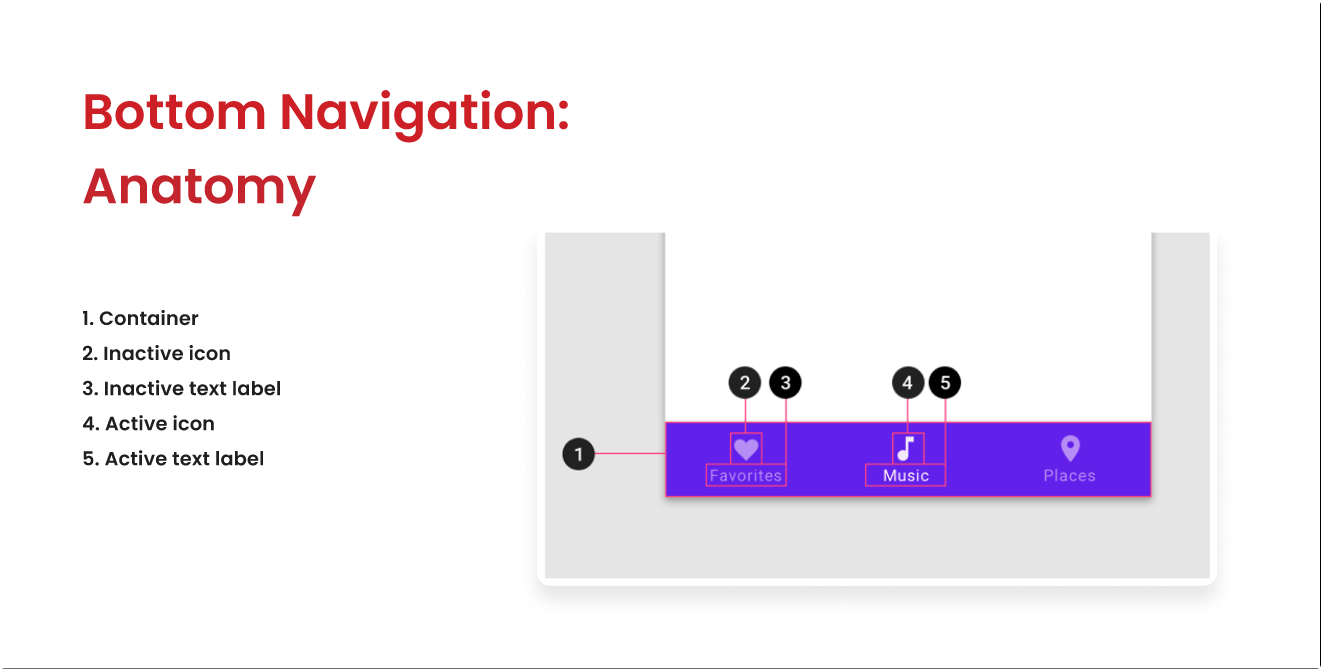 Bottom Navigation:
Anatomy
1. Container
2. Inactive icon
3. Inactive text label
4. Active icon
5. Active text label
2 3 4 5
1
Favorites Music Places